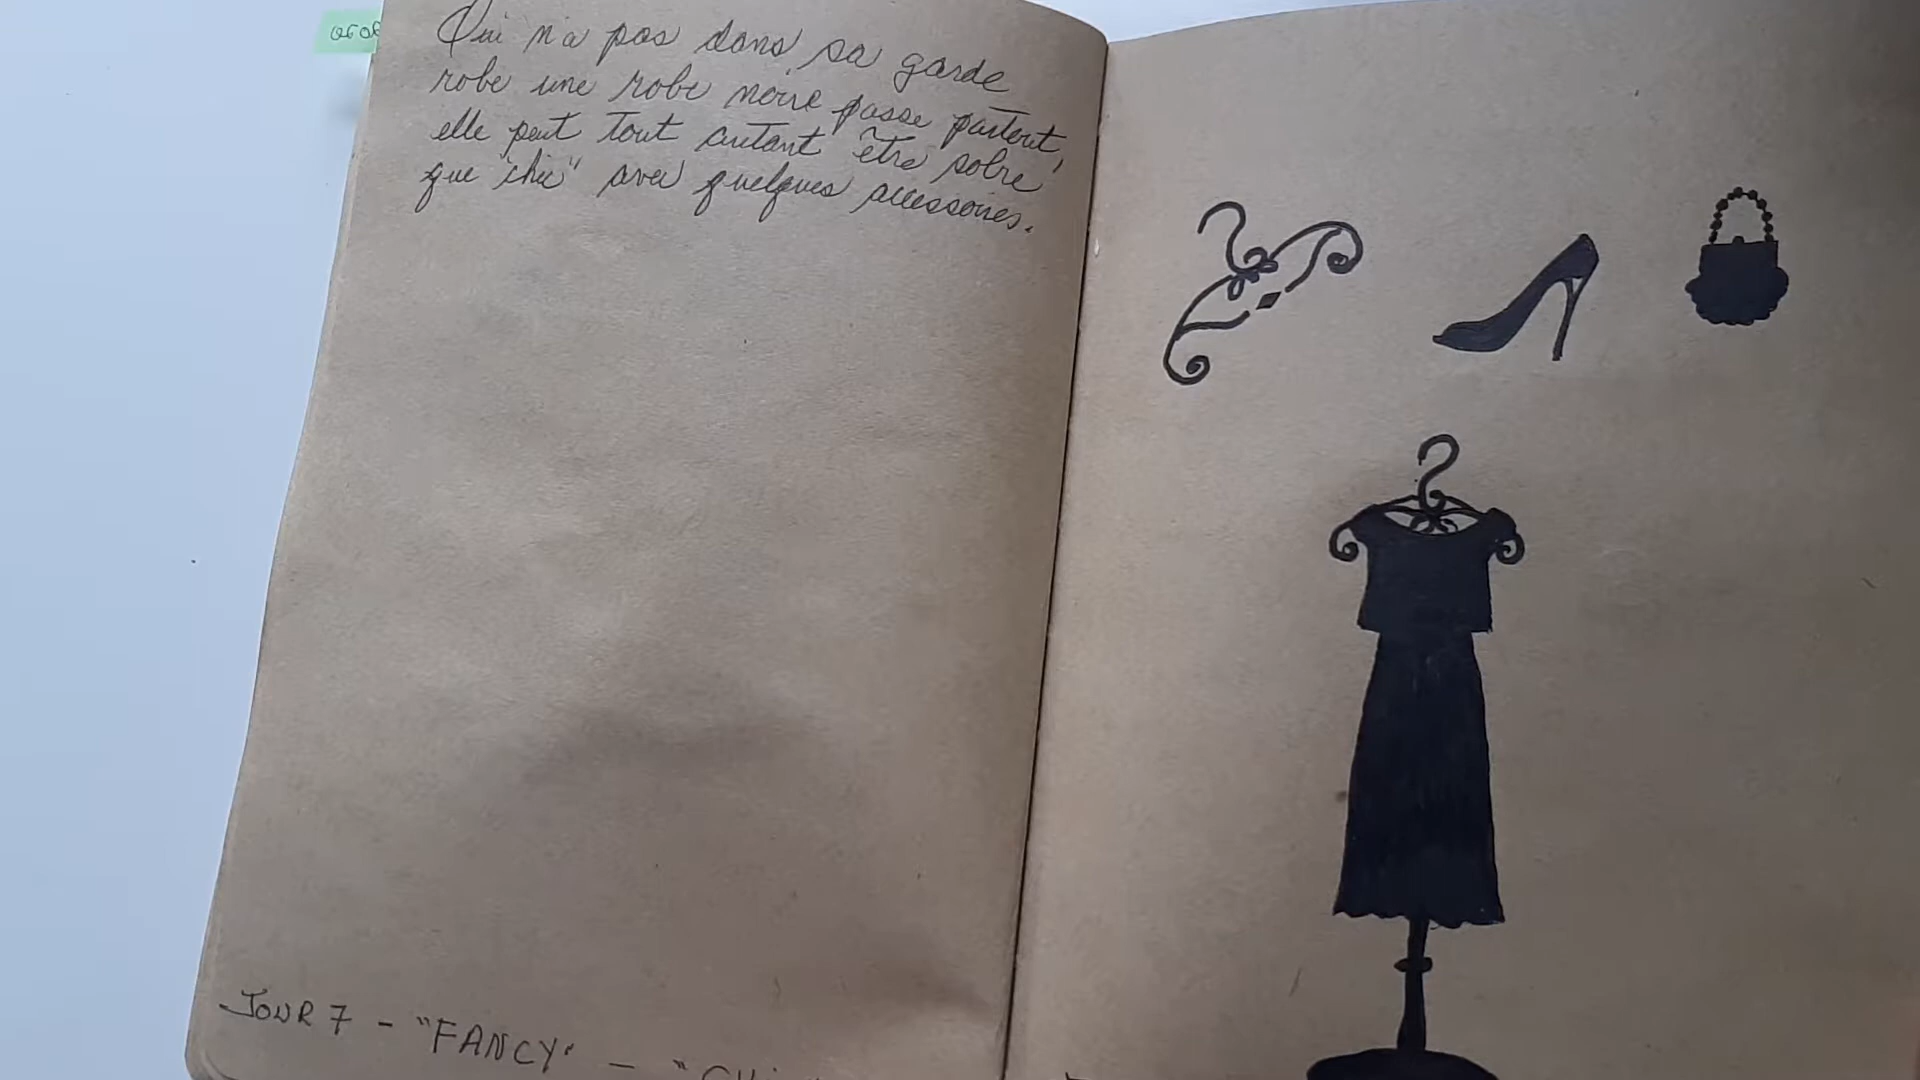 Qui n'a pas dans sa garde
robe une robe noire passe partout,
elle peut tout autant être sobre
que "chic" avec quelques accessoires.
JOUR 7 - "FANCY" -